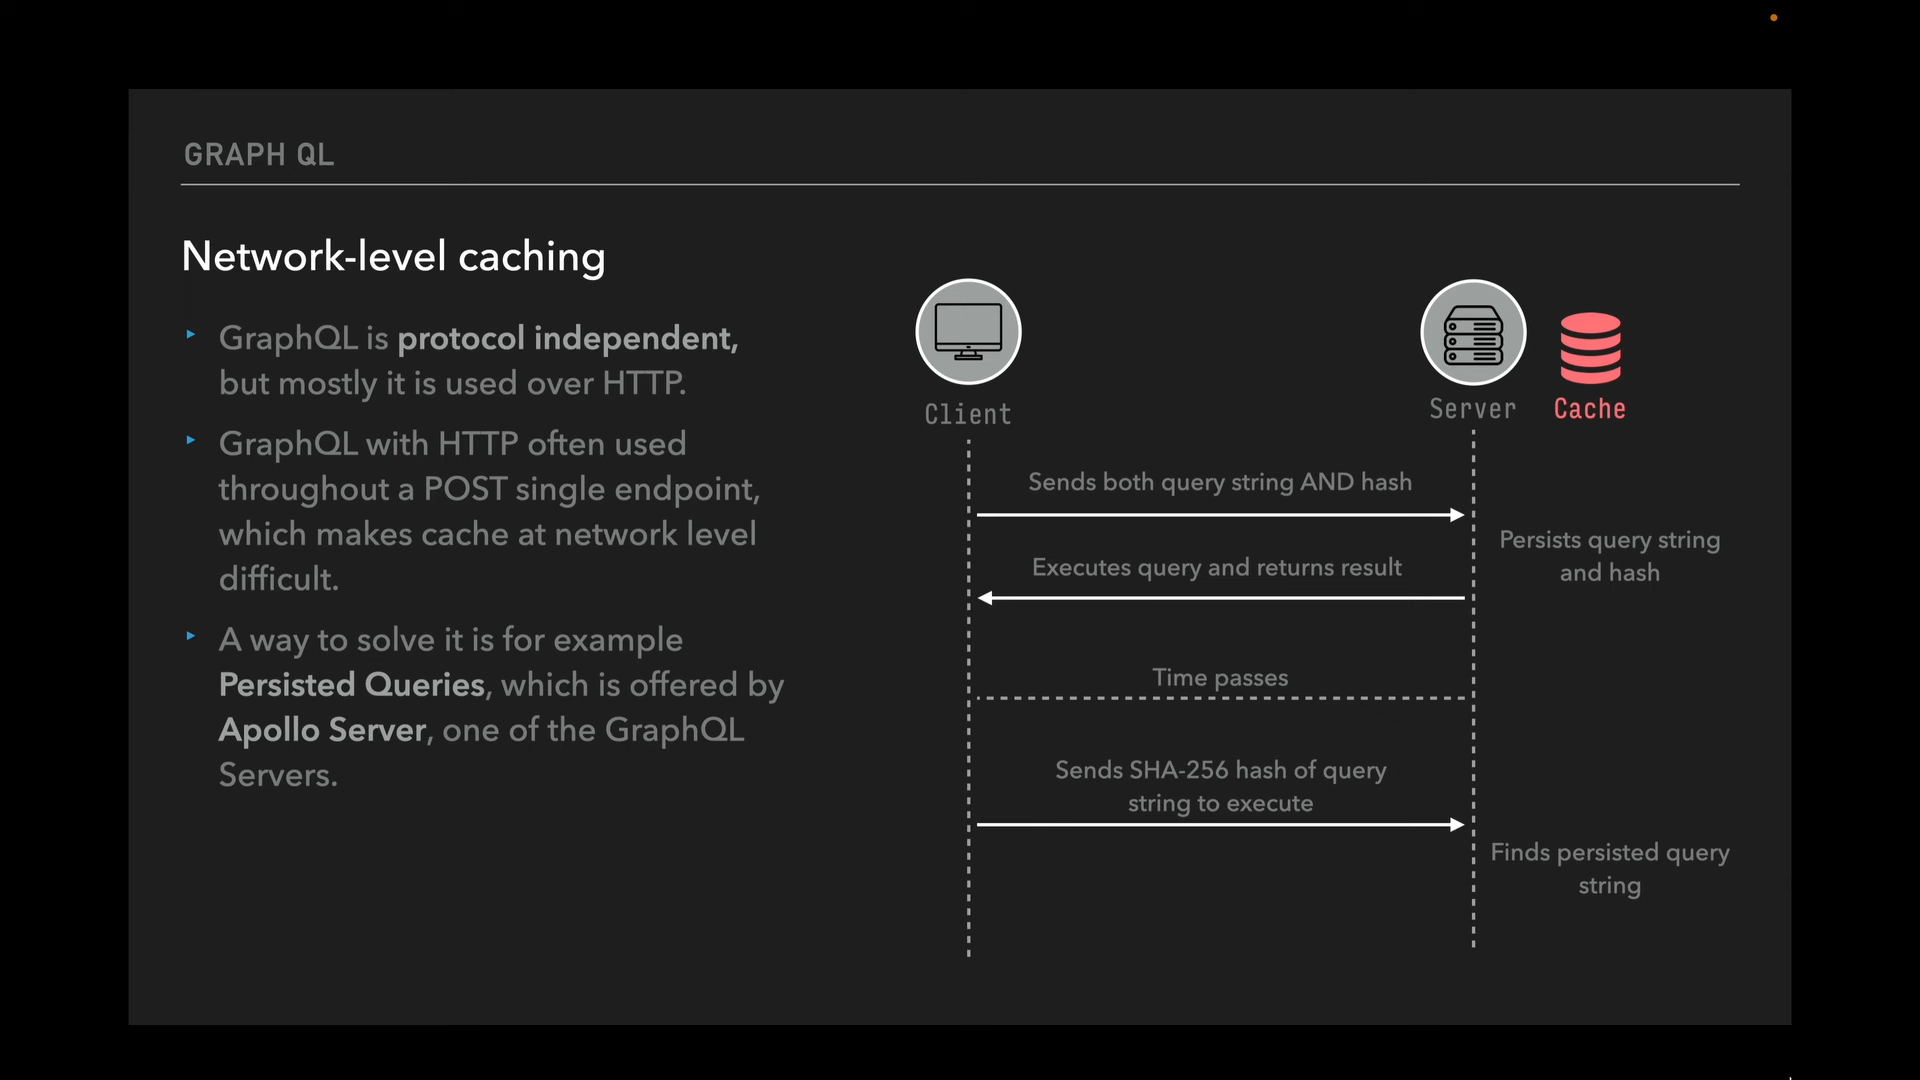 GRAPH QL
Network-level caching
GraphQL is protocol independent,
but mostly it is used over HTTP.
GraphQL with HTTP often used
throughout a POST single endpoint,
which makes cache at network level
difficult.
A way to solve it is for example
Persisted Queries, which is offered by
Apollo Server, one of the GraphQL
Servers.
Client
Server
Cache
Sends both query string AND hash
Persists query string
and hash
Executes query and returns result
Time passes
Sends SHA-256 hash of query
string to execute
Finds persisted query
string